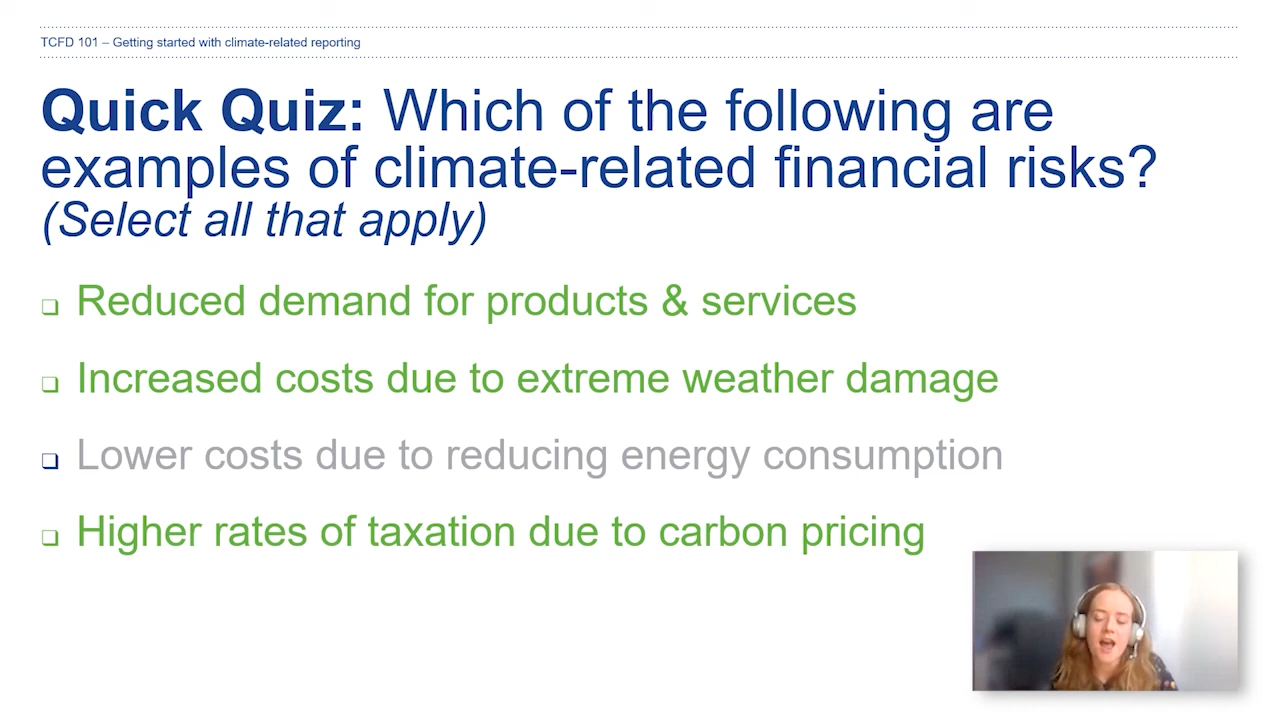 TCFD 101 – Getting started with climate-related reporting
Quick Quiz: Which of the following are
examples of climate-related financial risks?
(Select all that apply)
❑ Reduced demand for products & services
❑ Increased costs due to extreme weather damage
❑ Lower costs due to reducing energy consumption
❑ Higher rates of taxation due to carbon pricing